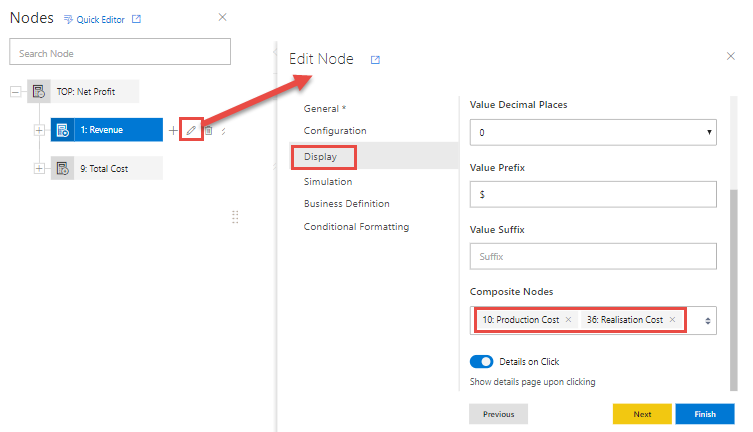 Nodes
Quick Editor
Search Node
TOP: Net Profit
1: Revenue
9: Total Cost
Edit Node
General *
Configuration
Display
Simulation
Business Definition
Conditional Formatting
Value Decimal Places
0
Value Prefix
$
Value Suffix
Suffix
Composite Nodes
10: Production Cost × 36: Realisation Cost ×
Details on Click
Show details page upon clicking
Previous Next Finish